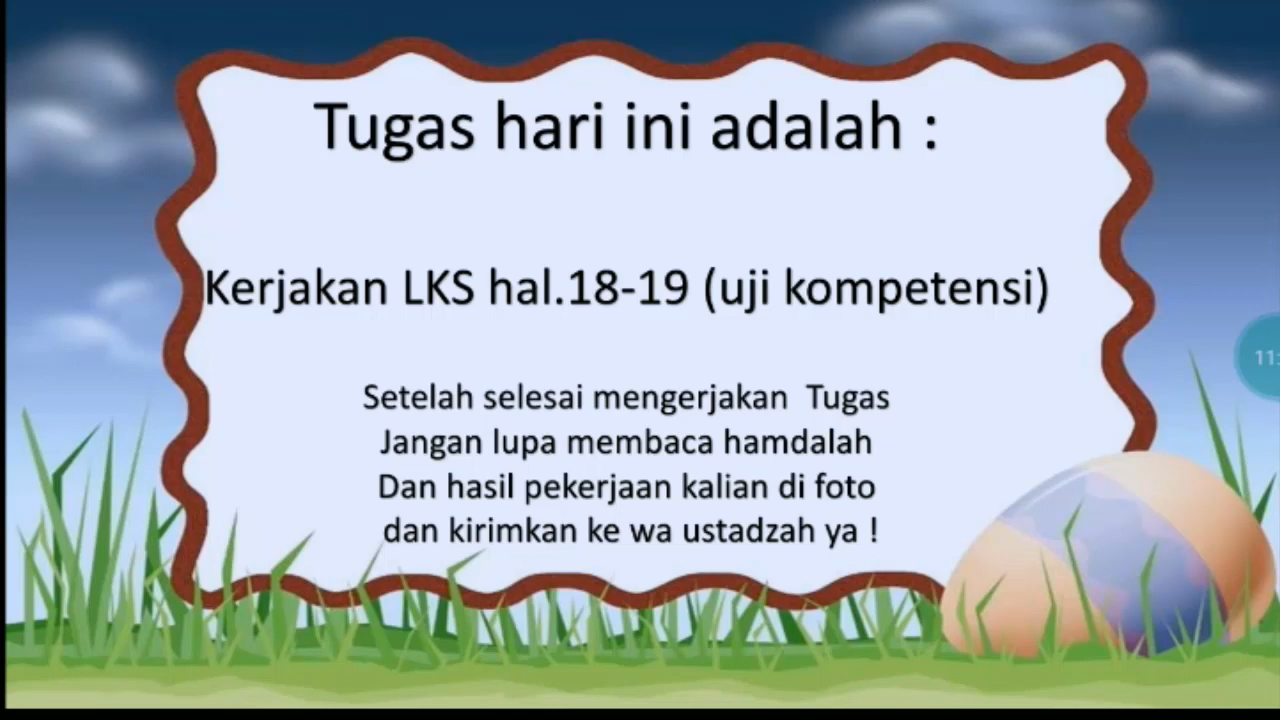 Tugas hari ini adalah :
Kerjakan LKS hal.18-19 (uji kompetensi)
Setelah selesai mengerjakan Tugas
Jangan lupa membaca hamdalah
Dan hasil pekerjaan kalian di foto
dan kirimkan ke wa ustadzah ya !